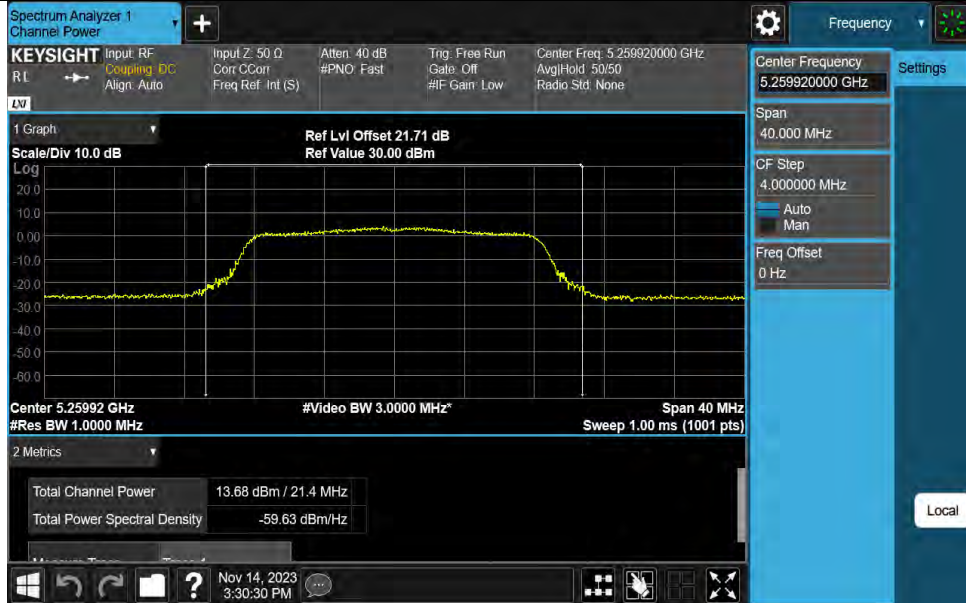 Spectrum Analyzer 1
Channel Power
+
Frequency
KEYSIGHT
Input: RF
Coupling: DC
Align: Auto
Input Z: 50 Ω
Corr CCorr
Freq Ref: Int (S)
Atten: 40 dB
#PNO: Fast
Trig: Free Run
Gate: Off
#IF Gain: Low
Center Freq: 5.259920000 GHz
Avg|Hold: 50/50
Radio Std: None
LXI
Center Frequency
5.259920000 GHz
Settings
Span
40.000 MHz
CF Step
4.000000 MHz
Auto
Man
Freq Offset
0 Hz
1 Graph
Scale/Div 10.0 dB
Ref Lvl Offset 21.71 dB
Ref Value 30.00 dBm
Log
20.0
10.0
0.00
-10.0
-20.0
-30.0
-40.0
-50.0
-60.0
Center 5.25992 GHz
#Video BW 3.0000 MHz*
Span 40 MHz
#Res BW 1.0000 MHz
Sweep 1.00 ms (1001 pts)
2 Metrics
Total Channel Power 13.68 dBm / 21.4 MHz
Total Power Spectral Density -59.63 dBm/Hz
Local
?
Nov 14, 2023
3:30:30 PM